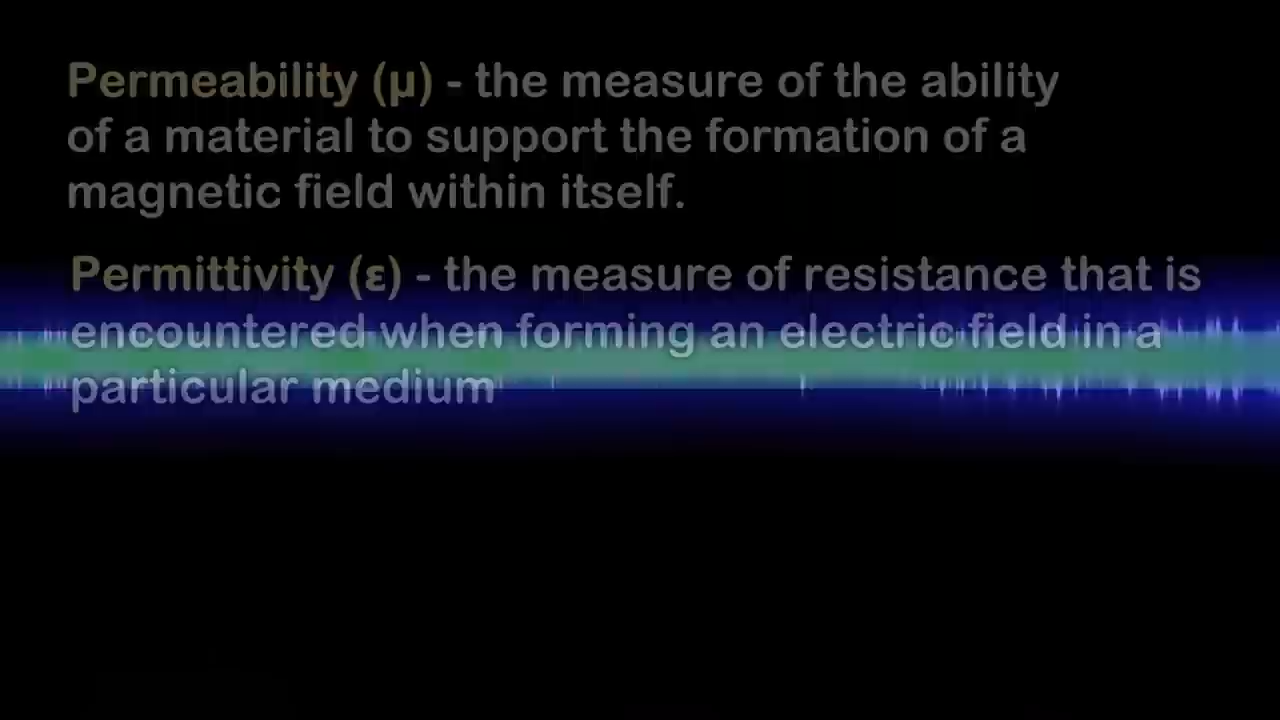 Permeability (μ) - the measure of the ability
of a material to support the formation of a
magnetic field within itself.
Permittivity (ε) - the measure of resistance that is
encountered when forming an electric field in a
particular medium